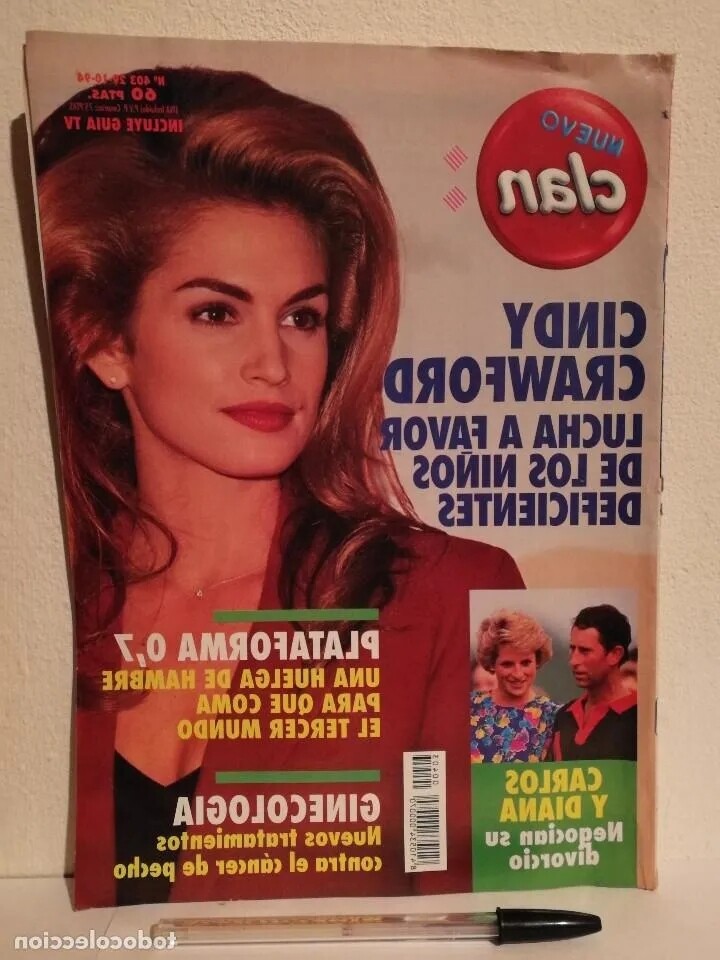 Nº 403 29-10-94
60 PTAS.
INCLUYE GUIA TV
NUEVO
clan
CINDY
CRAWFORD
LUCHA A FAVOR
DE LOS NIÑOS
DEFICIENTES
PLATAFORMA 0,7
UNA HUELGA DE HAMBRE
PARA QUE COMA
EL TERCER MUNDO
GINECOLOGIA
Nuevos tratamientos
contra el cáncer de pecho
CARLOS
Y DIANA
Negocian su
divorcio
00403
todocoleccion